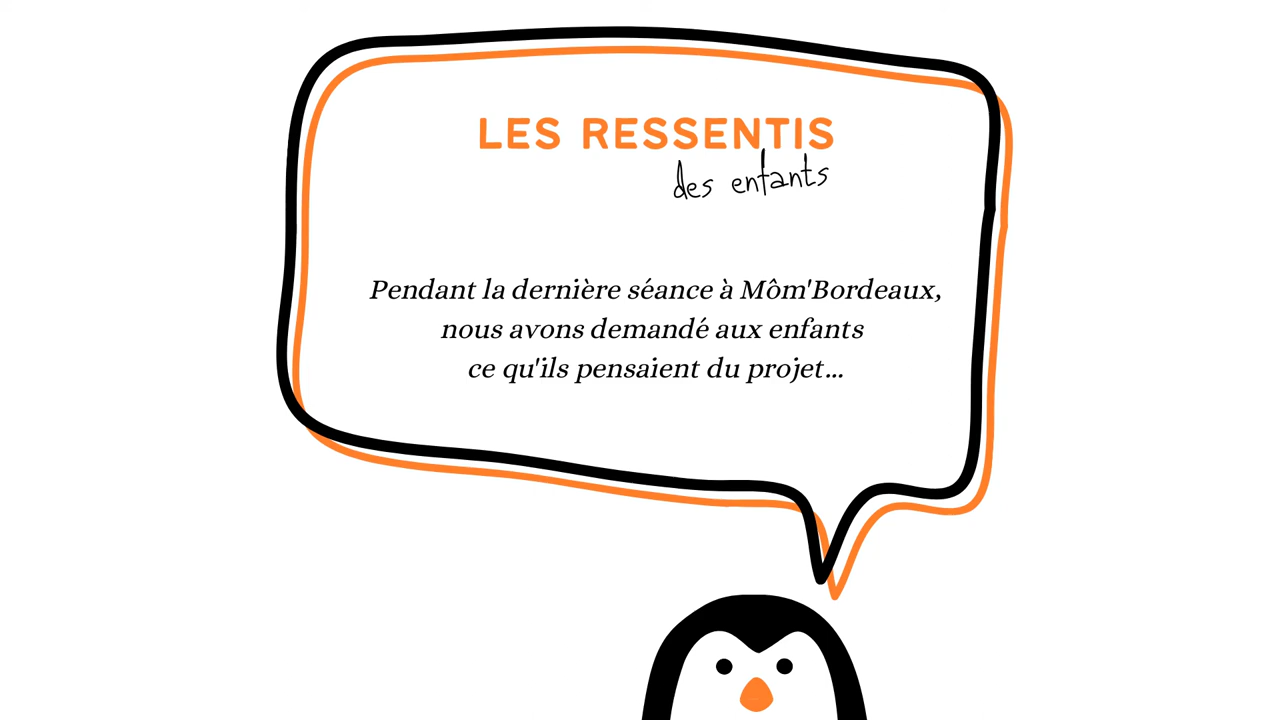 LES RESSENTIS
des enfants
Pendant la dernière séance à Môm'Bordeaux,
nous avons demandé aux enfants
ce qu'ils pensaient du projet...